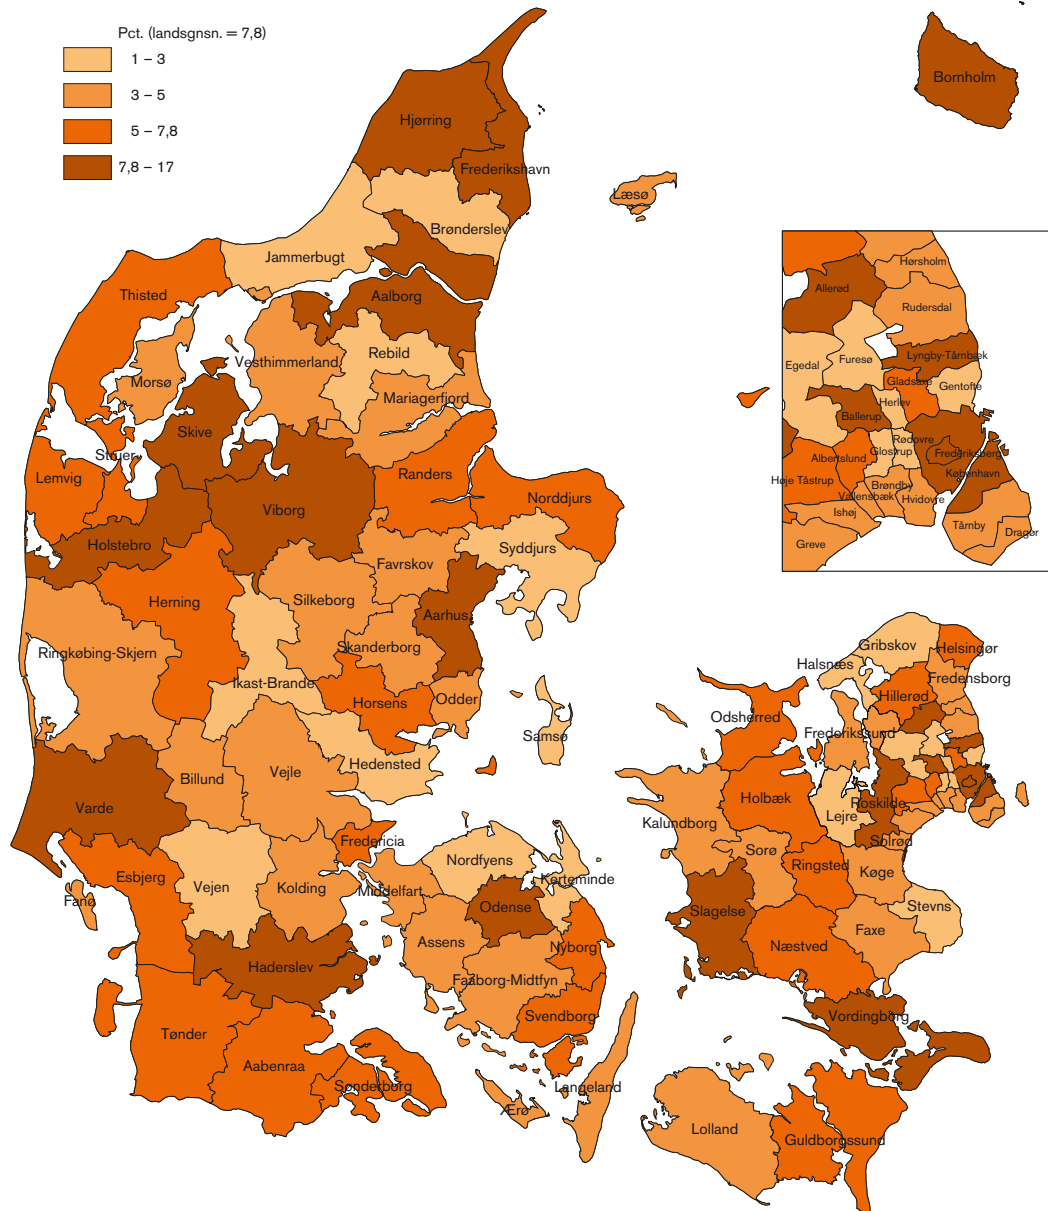 Pct. (landsgnsn. = 7,8)
1 – 3
3 – 5
5 – 7,8
7,8 – 17
Bornholm
Hjørring
Frederikshavn
Læsø
Brønderslev
Jammerbugt
Thisted
Aalborg
Vesthimmerland
Rebild
Morsø
Mariagerfjord
Skive
Struer
Lemvig
Randers
Norddjurs
Viborg
Holstebro
Syddjurs
Favrskov
Herning
Silkeborg
Aarhus
Ringkøbing-Skjern
Skanderborg
Ikast-Brande
Horsens
Odder
Samsø
Hedensted
Billund
Vejle
Varde
Fredericia
Esbjerg
Vejen
Kolding
Fanø
Middelfart
Nordfyens
Kerteminde
Odense
Assens
Nyborg
Haderslev
Faaborg-Midtfyn
Svendborg
Tønder
Aabenraa
Sønderborg
Langeland
Ærø
Hørsholm
Allerød
Rudersdal
Lyngby-Tårnbæk
Furesø
Egedal
Gladsaxe
Gentofte
Herlev
Ballerup
Rødovre
Glostrup
Frederiksberg
Albertslund
København
Høje Tåstrup
Brøndby
Vallensbæk
Hvidovre
Ishøj
Tårnby
Dragør
Greve
Gribskov
Helsingør
Halsnæs
Fredensborg
Hillerød
Odsherred
Frederikssund
Holbæk
Roskilde
Lejre
Kalundborg
Solrød
Sorø
Ringsted
Køge
Slagelse
Stevns
Faxe
Næstved
Vordingborg
Lolland
Guldborgssund